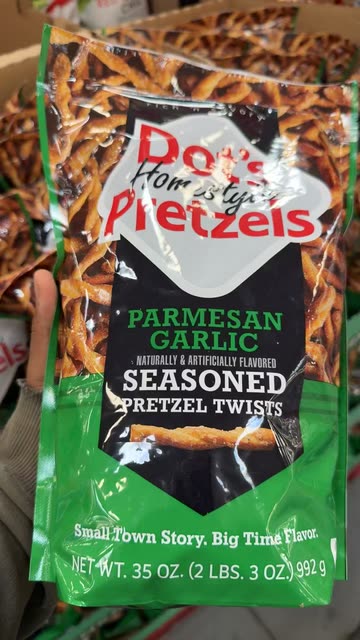 Dot's
Homestyle
Pretzels
PARMESAN
GARLIC
NATURALLY & ARTIFICIALLY FLAVORED
SEASONED
PRETZEL TWISTS
Small Town Story. Big Time Flavor.
NET WT. 35 OZ. (2 LBS. 3 OZ.) 992 g
zels